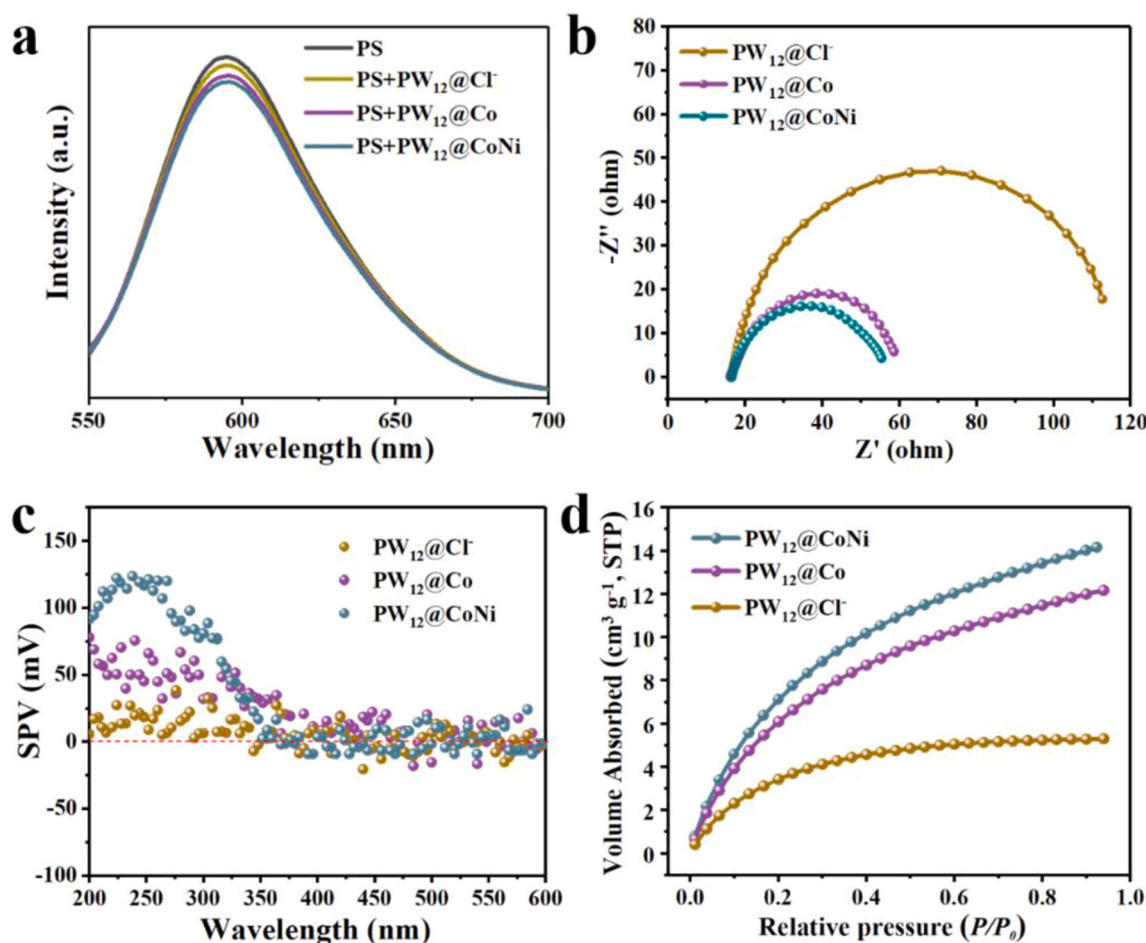 a
PS
PS+PW₁₂@Cl⁻
PS+PW₁₂@Co
PS+PW₁₂@CoNi
Intensity (a.u.)
550 600 650 700
Wavelength (nm)
b
PW₁₂@Cl⁻
PW₁₂@Co
PW₁₂@CoNi
-Z'' (ohm)
80
70
60
50
40
30
20
10
0
0 20 40 60 80 100 120
Z' (ohm)
c
PW₁₂@Cl⁻
PW₁₂@Co
PW₁₂@CoNi
SPV (mV)
150
100
50
0
-50
-100
200 250 300 350 400 450 500 550 600
Wavelength (nm)
d
PW₁₂@CoNi
PW₁₂@Co
PW₁₂@Cl⁻
Volume Absorbed (cm³ g⁻¹, STP)
16
14
12
10
8
6
4
2
0
0.0 0.2 0.4 0.6 0.8 1.0
Relative pressure (P/P₀)